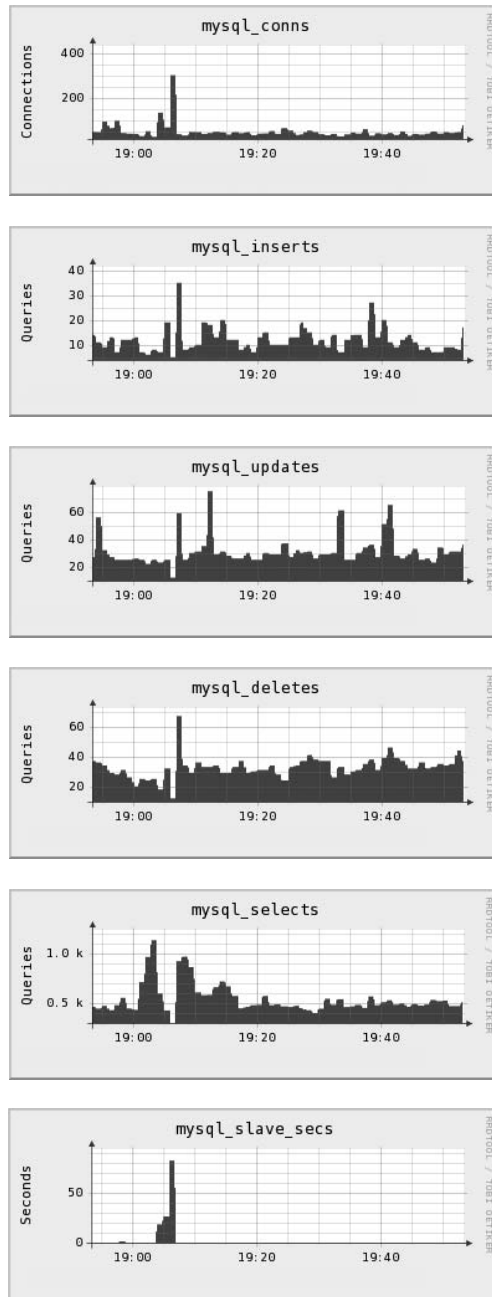 mysql_conns
Connections
400
200
19:00 19:20 19:40
RRDTOOL / TOBI OETIKER
mysql_inserts
Queries
40
30
20
10
19:00 19:20 19:40
RRDTOOL / TOBI OETIKER
mysql_updates
Queries
60
40
20
19:00 19:20 19:40
RRDTOOL / TOBI OETIKER
mysql_deletes
Queries
60
40
20
19:00 19:20 19:40
RRDTOOL / TOBI OETIKER
mysql_selects
Queries
1.0 k
0.5 k
19:00 19:20 19:40
RRDTOOL / TOBI OETIKER
mysql_slave_secs
Seconds
50
0
19:00 19:20 19:40
RRDTOOL / TOBI OETIKER